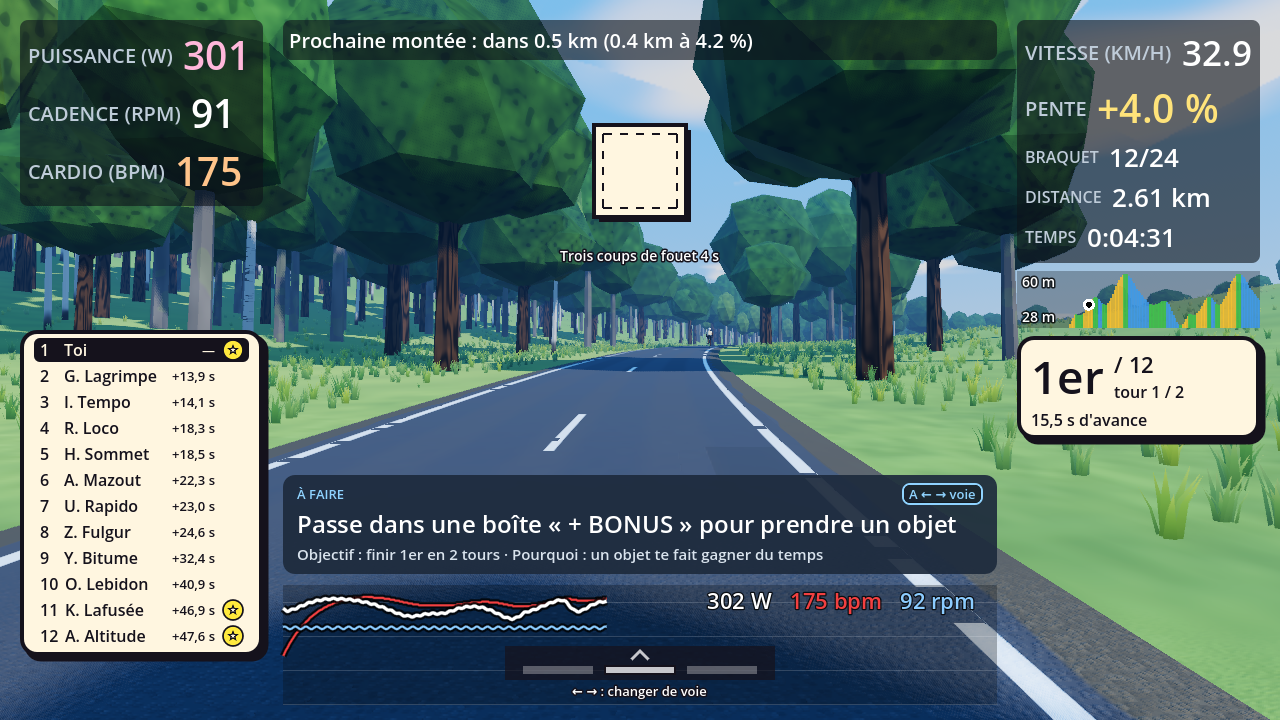 PUISSANCE (W) 301
CADENCE (RPM) 91
CARDIO (BPM) 175
Prochaine montée : dans 0.5 km (0.4 km à 4.2 %)
VITESSE (KM/H) 32.9
PENTE +4.0 %
BRAQUET 12/24
DISTANCE 2.61 km
TEMPS 0:04:31
60 m
28 m
Trois coups de fouet 4 s
1 Toi —
2 G. Lagrimpe +13,9 s
3 I. Tempo +14,1 s
4 R. Loco +18,3 s
5 H. Sommet +18,5 s
6 A. Mazout +22,3 s
7 U. Rapido +23,0 s
8 Z. Fulgur +24,6 s
9 Y. Bitume +32,4 s
10 O. Lebidon +40,9 s
11 K. Lafusée +46,9 s
12 A. Altitude +47,6 s
1er / 12
tour 1 / 2
15,5 s d'avance
À FAIRE
A ← → voie
Passe dans une boîte « + BONUS » pour prendre un objet
Objectif : finir 1er en 2 tours · Pourquoi : un objet te fait gagner du temps
302 W 175 bpm 92 rpm
← → : changer de voie